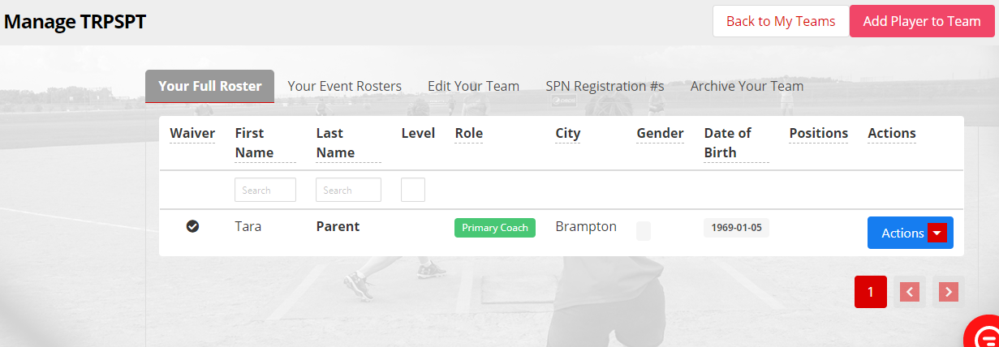 Manage TRPSPT
Back to My Teams
Add Player to Team
Your Full Roster
Your Event Rosters
Edit Your Team
SPN Registration #s
Archive Your Team
Waiver
First
Name
Last
Name
Level
Role
City
Gender
Date of
Birth
Positions
Actions
Search
Search
Tara
Parent
Primary Coach
Brampton
1969-01-05
Actions
1